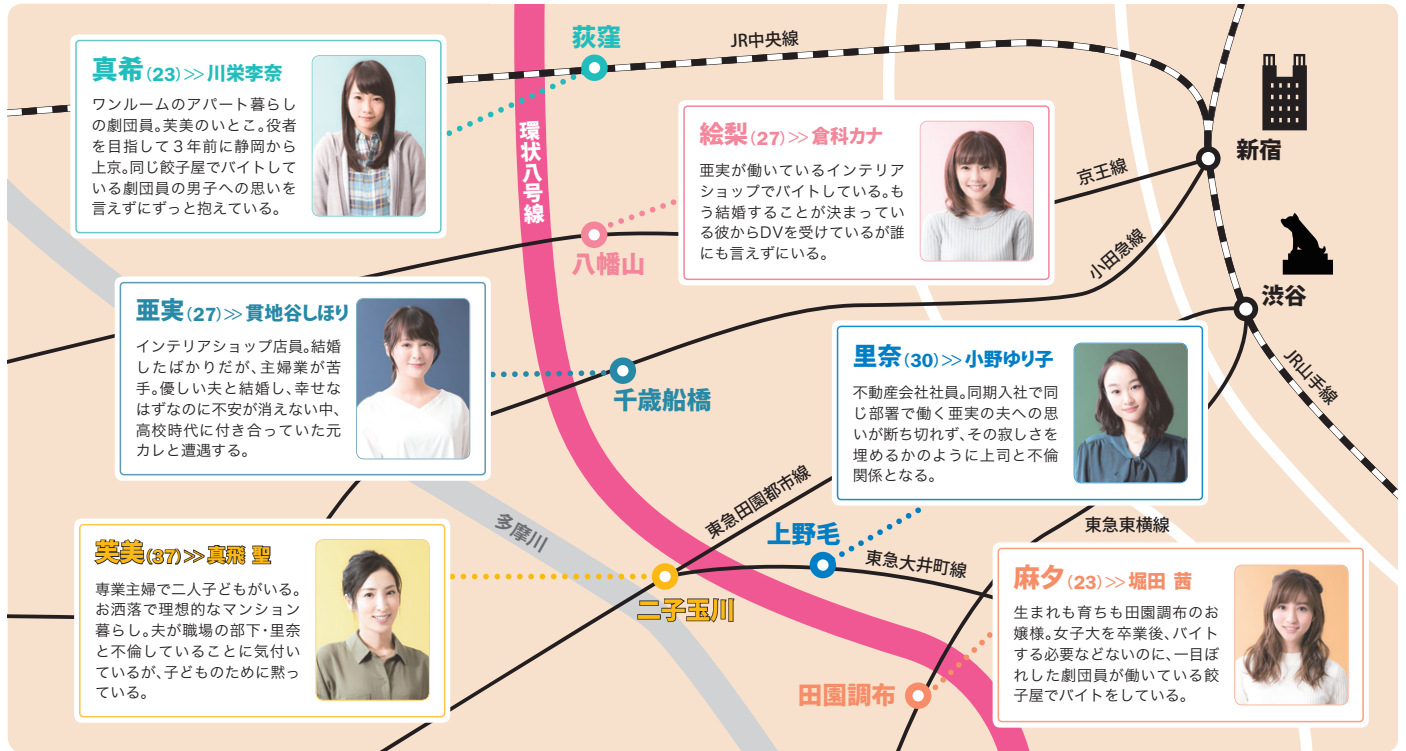 荻窪
JR中央線
真希(23)>>川栄李奈
ワンルームのアパート暮らし
の劇団員。芙美のいとこ。役者
を目指して3年前に静岡から
上京。同じ餃子屋でバイトして
いる劇団員の男子への思いを
言えずにずっと抱えている。
環状八号線
絵梨(27)>>倉科カナ
亜実が働いているインテリア
ショップでバイトしている。も
う結婚することが決まってい
る彼からDVを受けているが誰
にも言えずにいる。
新宿
京王線
八幡山
小田急線
渋谷
亜実(27)>>貫地谷しほり
インテリアショップ店員。結婚
したばかりだが、主婦業が苦
手。優しい夫と結婚し、幸せな
はずなのに不安が消えない中、
高校時代に付き合っていた元
カレと遭遇する。
千歳船橋
里奈(30)>>小野ゆり子
不動産会社社員。同期入社で同
じ部署で働く亜実の夫への思
いが断ち切れず、その寂しさを
埋めるかのように上司と不倫
関係となる。
JR山手線
東急田園都市線
多摩川
上野毛
東急東横線
東急大井町線
芙美(37)>>真飛 聖
専業主婦で二人子どもがいる。
お洒落で理想的なマンション
暮らし。夫が職場の部下・里奈
と不倫していることに気付い
ているが、子どものために黙っ
ている。
二子玉川
田園調布
麻夕(23)>>堀田 茜
生まれも育ちも田園調布のお
嬢様。女子大を卒業後、バイト
する必要などないのに、一目ぼ
れした劇団員が働いている餃
子屋でバイトをしている。